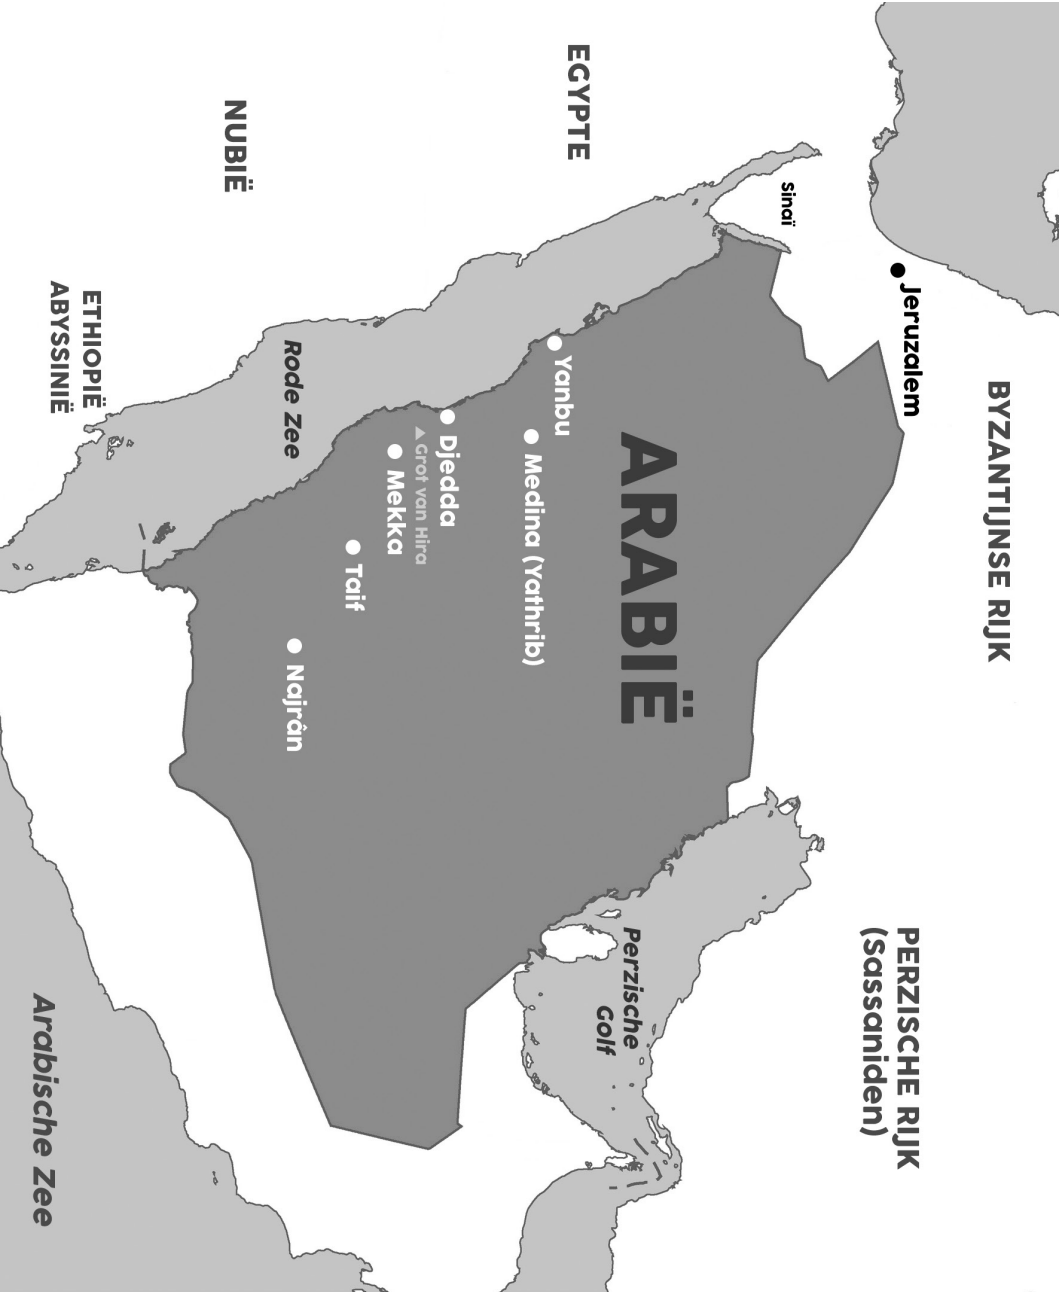 BYZANTIJNSE RIJK
Jeruzalem
PERZISCHE RIJK
(Sassaniden)
Sinaï
EGYPTE
ARABIË
Perzische
Golf
Yanbu
Medina (Yathrib)
Djedda
Grot van Hira
Mekka
Taif
Najrân
Rode Zee
NUBIË
ETHIOPIË
ABYSSINIË
Arabische Zee